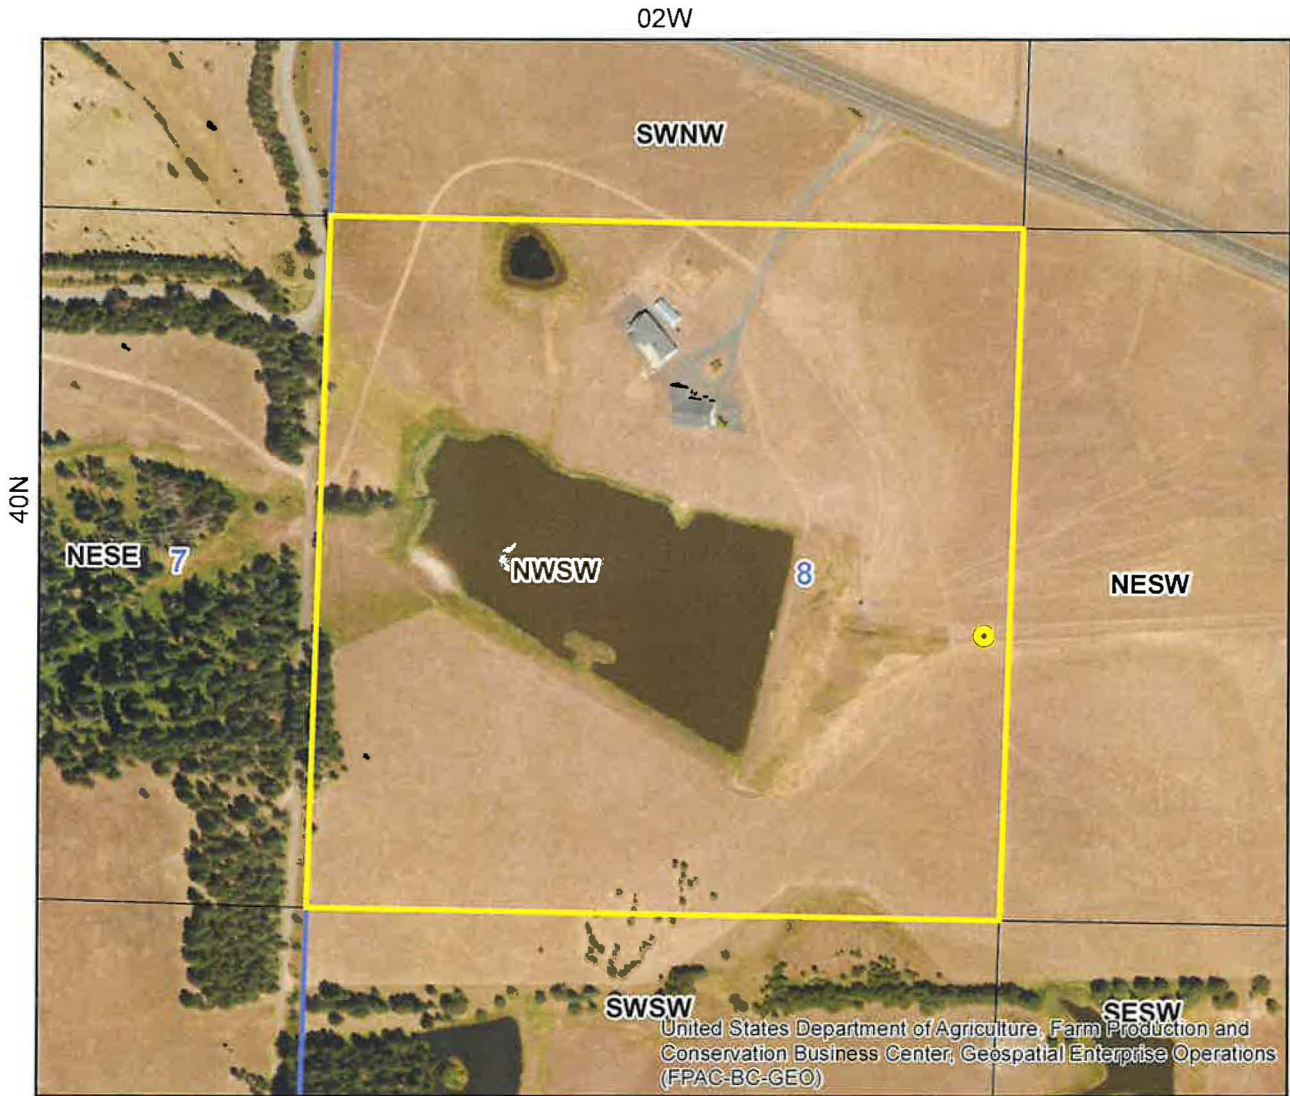 02W
SWNW
40N
NESE
7
NWSW
8
NESW
SWSW
SESW
United States Department of Agriculture, Farm Production and
Conservation Business Center, Geospatial Enterprise Operations
(FPAC-BC-GEO)